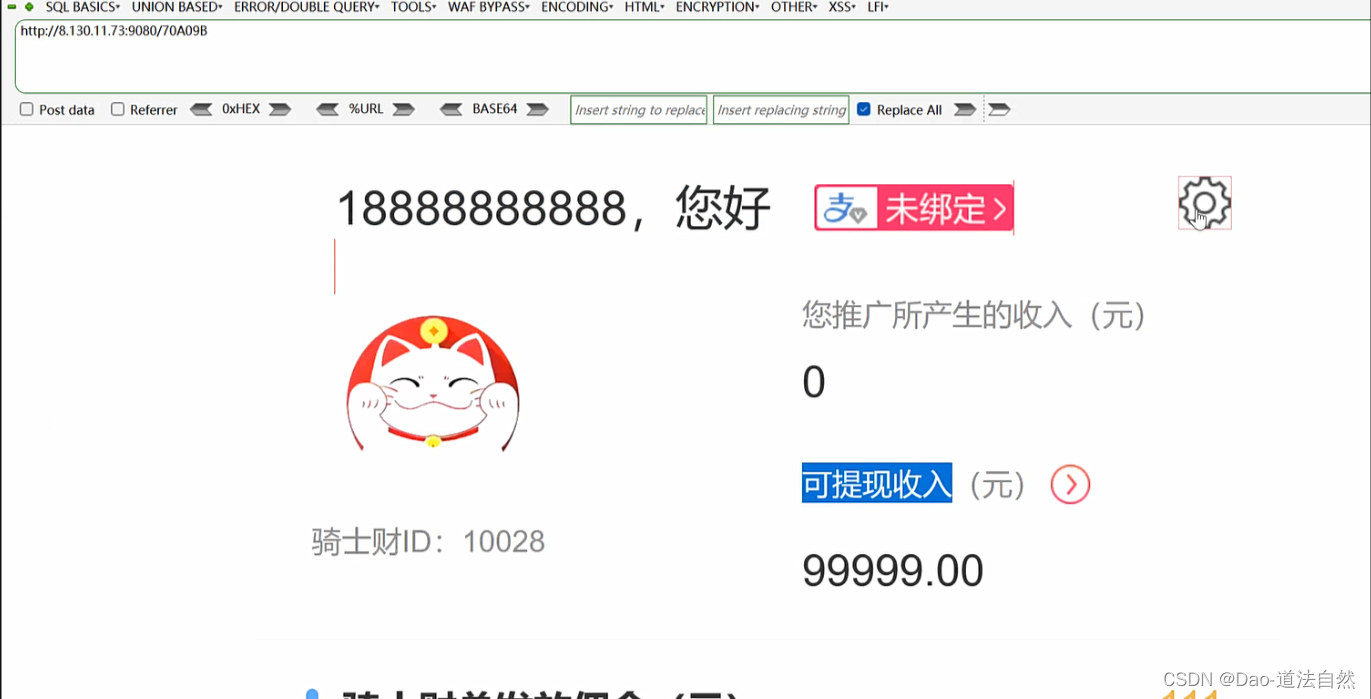 SQL BASICS UNION BASED ERROR/DOUBLE QUERY TOOLS WAF BYPASS ENCODING HTML ENCRYPTION OTHER XSS LFI
http://8.130.11.73:9080/70A09B
Post data Referrer 0xHEX %URL BASE64 Insert string to replace Insert replacing string Replace All
18888888888，您好 支 未绑定
您推广所产生的收入（元）
0
可提现收入（元）
骑士财ID：10028
99999.00
CSDN @Dao-道法自然